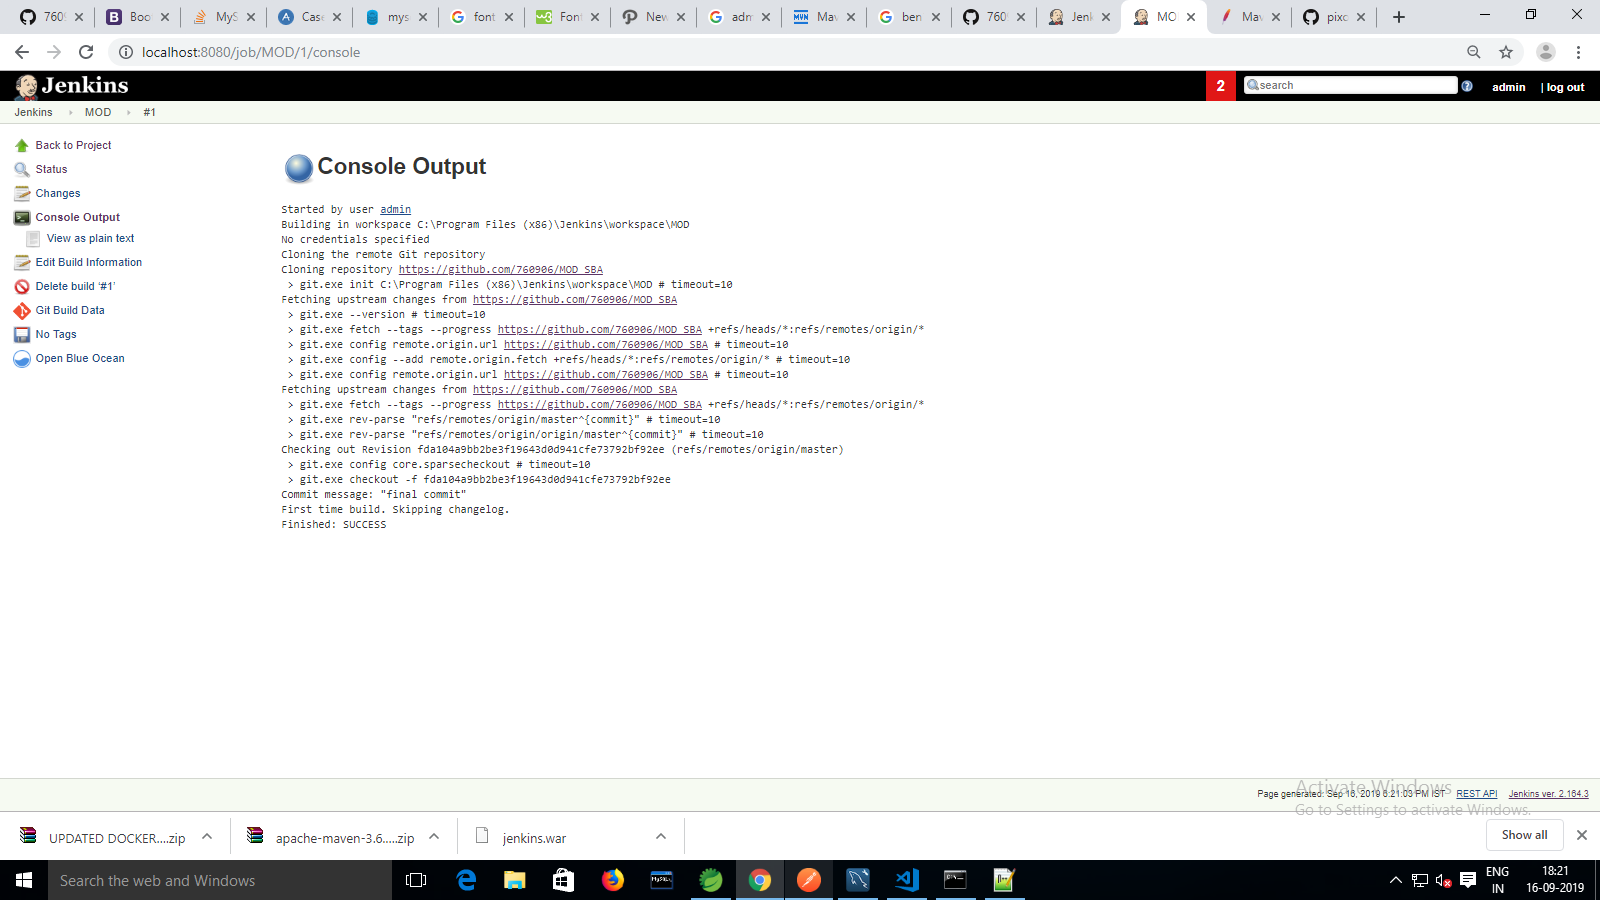 760
Boo
MyS
Case
mys
font
Font
New
adm
Mav
ben
760
Jenk
MO
Mav
pixe
localhost:8080/job/MOD/1/console
Jenkins
2
search
admin
| log out
Jenkins
MOD
#1
Back to Project
Status
Changes
Console Output
View as plain text
Edit Build Information
Delete build ‘#1’
Git Build Data
No Tags
Open Blue Ocean
Console Output
Started by user admin
Building in workspace C:\Program Files (x86)\Jenkins\workspace\MOD
No credentials specified
Cloning the remote Git repository
Cloning repository https://github.com/760906/MOD_SBA
> git.exe init C:\Program Files (x86)\Jenkins\workspace\MOD # timeout=10
Fetching upstream changes from https://github.com/760906/MOD_SBA
> git.exe --version # timeout=10
> git.exe fetch --tags --progress https://github.com/760906/MOD_SBA +refs/heads/*:refs/remotes/origin/*
> git.exe config remote.origin.url https://github.com/760906/MOD_SBA # timeout=10
> git.exe config --add remote.origin.fetch +refs/heads/*:refs/remotes/origin/* # timeout=10
> git.exe config remote.origin.url https://github.com/760906/MOD_SBA # timeout=10
Fetching upstream changes from https://github.com/760906/MOD_SBA
> git.exe fetch --tags --progress https://github.com/760906/MOD_SBA +refs/heads/*:refs/remotes/origin/*
> git.exe rev-parse "refs/remotes/origin/master^{commit}" # timeout=10
> git.exe rev-parse "refs/remotes/origin/origin/master^{commit}" # timeout=10
Checking out Revision fda104a9bb2be3f19643d0d941cfe73792bf92ee (refs/remotes/origin/master)
> git.exe config core.sparsecheckout # timeout=10
> git.exe checkout -f fda104a9bb2be3f19643d0d941cfe73792bf92ee
Commit message: "final commit"
First time build. Skipping changelog.
Finished: SUCCESS
Activate Windows
Page generated: Sep 16, 2019 6:21:03 PM IST
REST API
Jenkins ver. 2.164.3
Go to Settings to activate Windows.
UPDATED DOCKER....zip
apache-maven-3.6.....zip
jenkins.war
Show all
Search the web and Windows
ENG
IN
18:21
16-09-2019